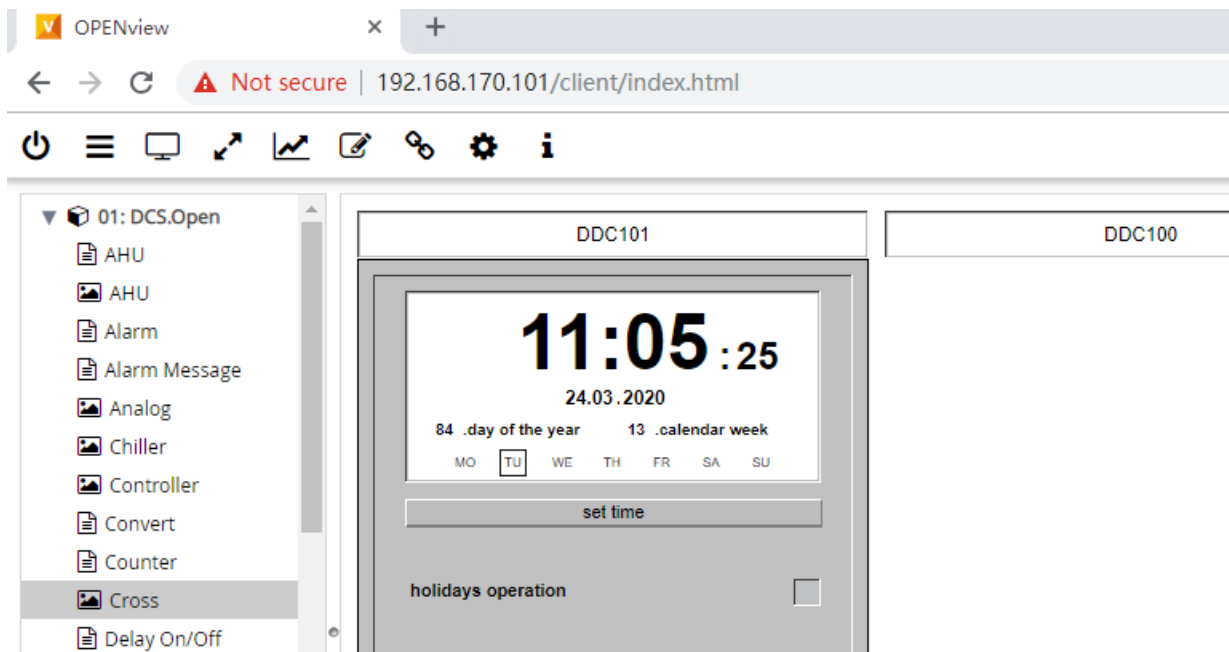 OPENview
Not secure | 192.168.170.101/client/index.html
01: DCS.Open
AHU
AHU
Alarm
Alarm Message
Analog
Chiller
Controller
Convert
Counter
Cross
Delay On/Off
DDC101
DDC100
11:05:25
24.03.2020
84 .day of the year 13 .calendar week
MO TU WE TH FR SA SU
set time
holidays operation